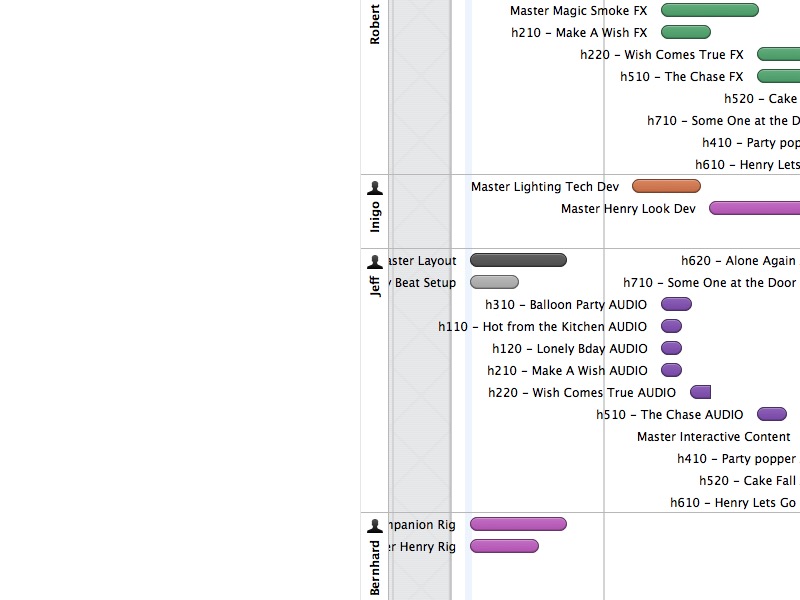 Robert
Master Magic Smoke FX
h210 – Make A Wish FX
h220 – Wish Comes True FX
h510 – The Chase FX
h520 – Cake
h710 – Some One at the D
h410 – Party pop
h610 – Henry Lets
Inigo
Master Lighting Tech Dev
Master Henry Look Dev
Jeff
aster Layout
h620 – Alone Again
Beat Setup
h710 – Some One at the Door
h310 – Balloon Party AUDIO
h110 – Hot from the Kitchen AUDIO
h120 – Lonely Bday AUDIO
h210 – Make A Wish AUDIO
h220 – Wish Comes True AUDIO
h510 – The Chase AUDIO
Master Interactive Content
h410 – Party popper
h520 – Cake Fall
h610 – Henry Lets Go
Bernhard
npanion Rig
er Henry Rig